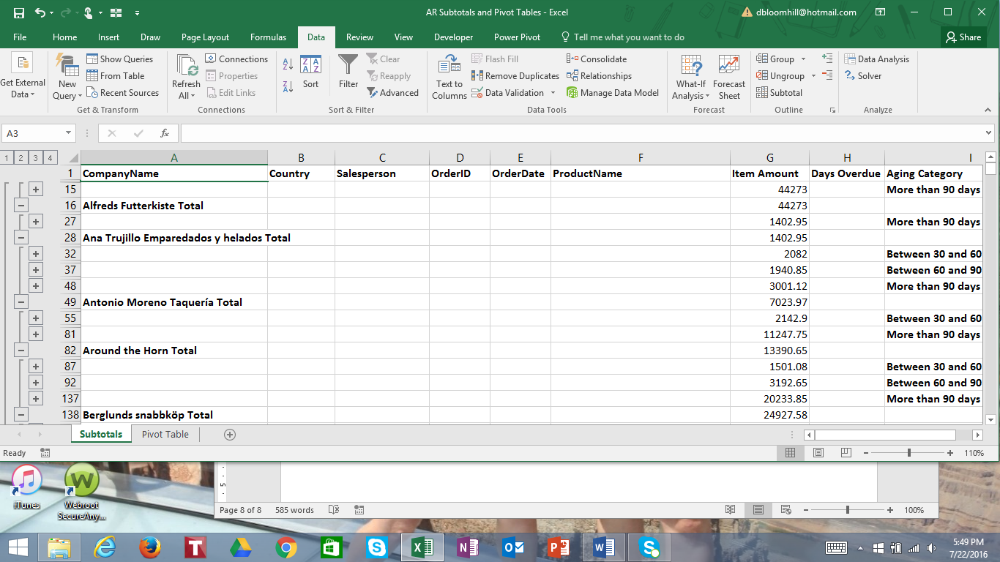 AR Subtotals and Pivot Tables - Excel
dbloomhill@hotmail.com
File Home Insert Draw Page Layout Formulas Data Review View Developer Power Pivot Tell me what you want to do Share
Get External Data
New Query
Show Queries
From Table
Recent Sources
Get & Transform
Refresh All
Connections
Properties
Edit Links
Connections
Sort
Filter
Clear
Reapply
Advanced
Sort & Filter
Text to Columns
Flash Fill
Remove Duplicates
Data Validation
Consolidate
Relationships
Manage Data Model
Data Tools
What-If Analysis
Forecast Sheet
Forecast
Group
Ungroup
Subtotal
Outline
Data Analysis
Solver
Analyze
A3 fx
1 2 3 4 A B C D E F G H I
1 CompanyName Country Salesperson OrderID OrderDate ProductName Item Amount Days Overdue Aging Category
15 44273 More than 90 days
16 Alfreds Futterkiste Total 44273
27 1402.95 More than 90 days
28 Ana Trujillo Emparedados y helados Total 1402.95
32 2082 Between 30 and 60
37 1940.85 Between 60 and 90
48 3001.12 More than 90 days
49 Antonio Moreno Taquería Total 7023.97
55 2142.9 Between 30 and 60
81 11247.75 More than 90 days
82 Around the Horn Total 13390.65
87 1501.08 Between 30 and 60
92 3192.65 Between 60 and 90
137 20233.85 More than 90 days
138 Berglunds snabbköp Total 24927.58
Subtotals Pivot Table
Ready 110%
iTunes
Webroot SecureAny...
5
Page 8 of 8 585 words 100%
5:49 PM
7/22/2016